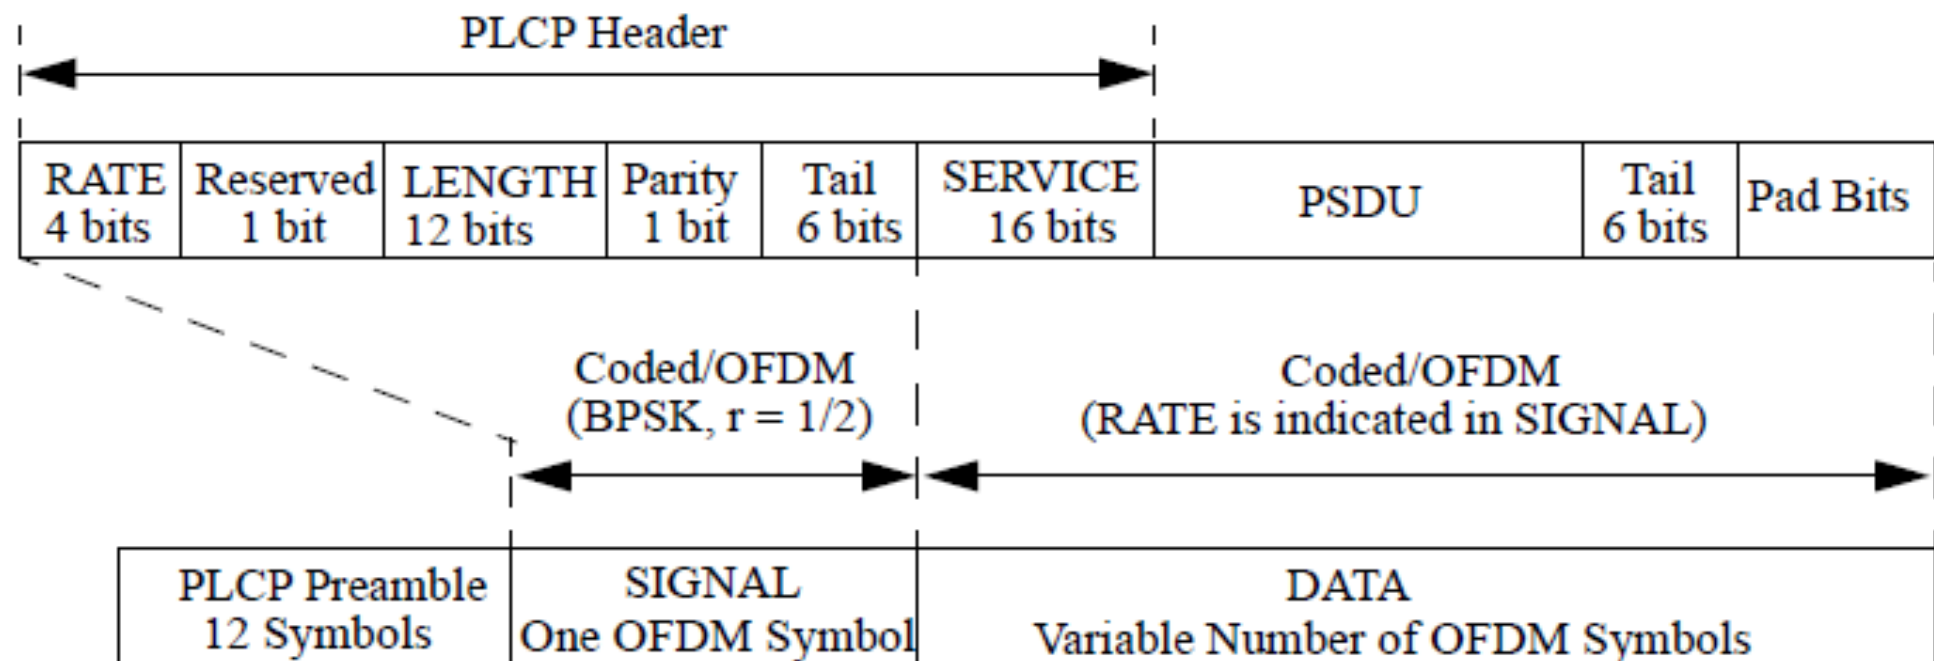 PLCP Header
RATE Reserved LENGTH Parity Tail SERVICE PSDU Tail Pad Bits
4 bits 1 bit 12 bits 1 bit 6 bits 16 bits 6 bits
Coded/OFDM Coded/OFDM
(BPSK, r = 1/2) (RATE is indicated in SIGNAL)
PLCP Preamble SIGNAL DATA
12 Symbols One OFDM Symbol Variable Number of OFDM Symbols